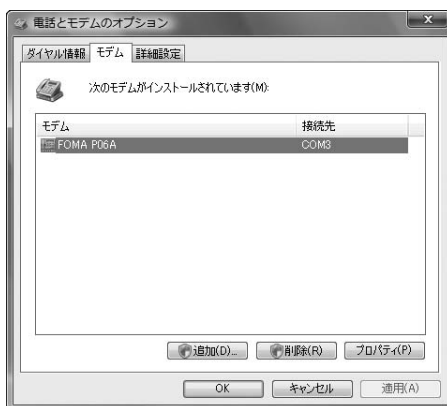 電話とモデムのオプション
ダイヤル情報 モデム 詳細設定
次のモデムがインストールされています(M):
モデム 接続先
FOMA P06A COM3
追加(D)... 削除(R) プロパティ(P)
OK キャンセル 適用(A)